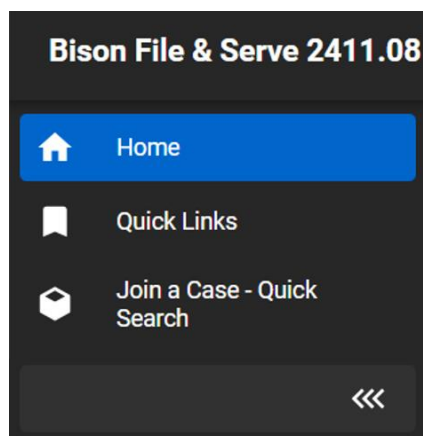 Bison File & Serve 2411.08
Home
Quick Links
Join a Case - Quick
Search